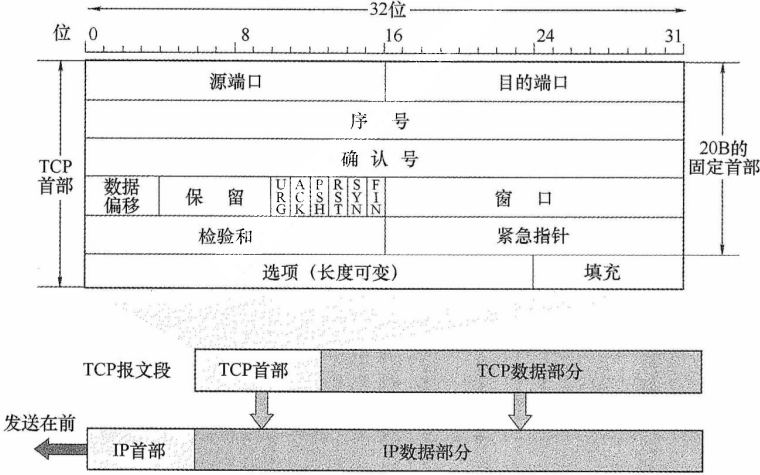 32位
位 0 8 16 24 31
源端口 目的端口
序 号
TCP首部
确 认 号
20B的固定首部
数据偏移 保 留 URG ACK PSH RST SYN FIN 窗 口
检验和 紧急指针
选项（长度可变） 填充
TCP报文段 TCP首部 TCP数据部分
发送在前
IP首部 IP数据部分